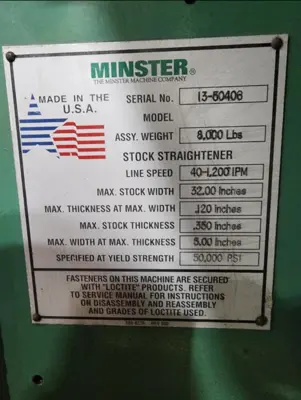 MINSTER®
THE MINSTER MACHINE COMPANY
MADE IN THE U.S.A.
SERIAL No. 13-50406
MODEL
ASSY. WEIGHT 8,000 Lbs
STOCK STRAIGHTENER
LINE SPEED 40-1,200 IPM
MAX. STOCK WIDTH 32.00 Inches
MAX. THICKNESS AT MAX. WIDTH .120 Inches
MAX. STOCK THICKNESS .350 Inches
MAX. WIDTH AT MAX. THICKNESS 5.00 Inches
SPECIFIED AT YIELD STRENGTH 50,000 PSI
FASTENERS ON THIS MACHINE ARE SECURED
WITH "LOCTITE" PRODUCTS. REFER
TO SERVICE MANUAL FOR INSTRUCTIONS
ON DISASSEMBLY AND REASSEMBLY
AND GRADES OF LOCTITE USED.